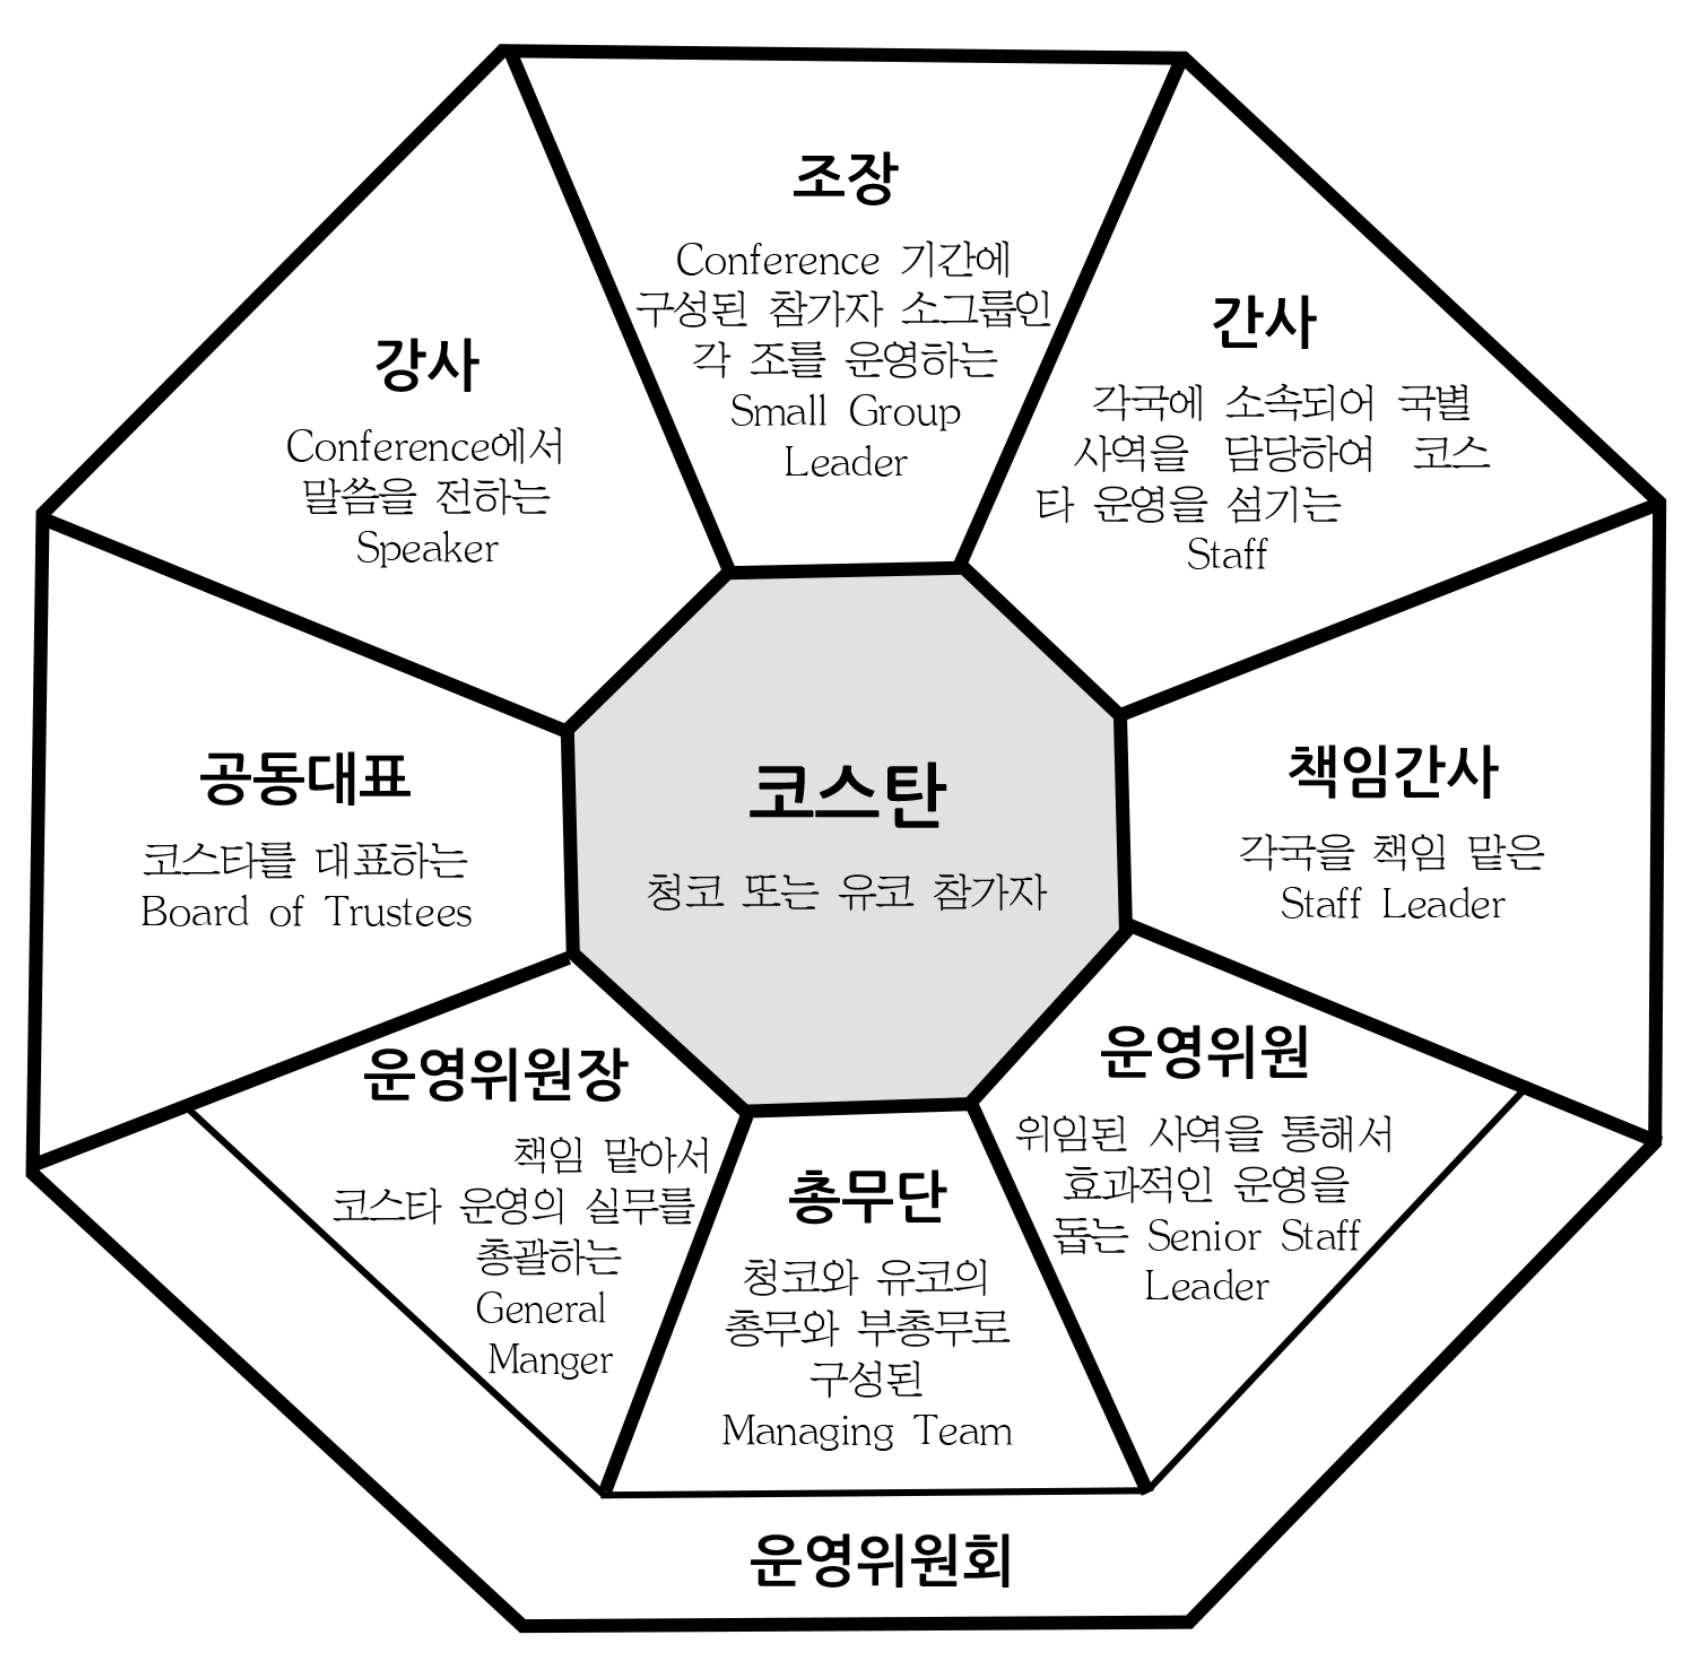 조장
Conference 기간에
구성된 참가자 소그룹인
각 조를 운영하는
Small Group
Leader
간사
각국에 소속되어 국별
사역을 담당하여 코스
타 운영을 섬기는
Staff
강사
Conference에서
말씀을 전하는
Speaker
공동대표
코스타를 대표하는
Board of Trustees
코스탄
청코 또는 유코 참가자
책임간사
각국을 책임 맡은
Staff Leader
운영위원장
책임 맡아서
코스타 운영의 실무를
총괄하는
General
Manger
총무단
청코와 유코의
총무와 부총무로
구성된
Managing Team
운영위원
위임된 사역을 통해서
효과적인 운영을
돕는 Senior Staff
Leader
운영위원회